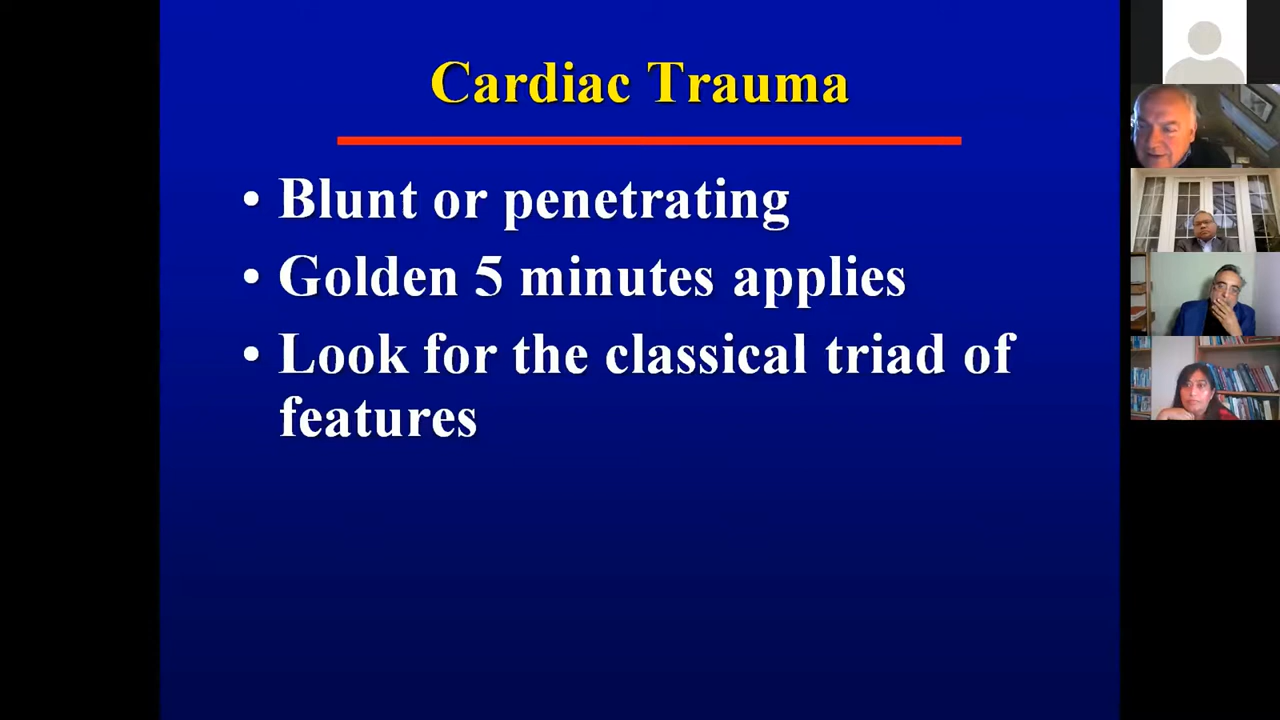 Cardiac Trauma
• Blunt or penetrating
• Golden 5 minutes applies
• Look for the classical triad of
features